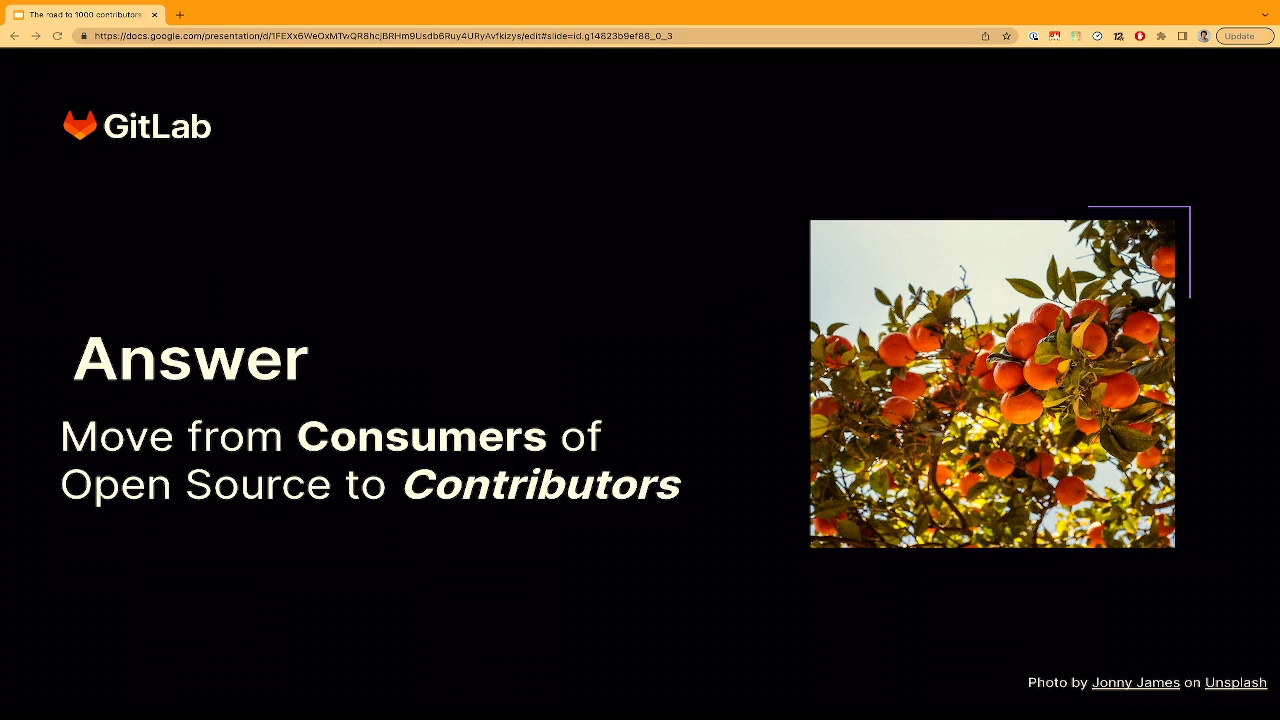 The road to 1000 contributors
https://docs.google.com/presentation/d/1FEXx6WeOxMTwQR8hcJBRHm9Usdb6Ruy4URyAvfkizys/edit#slide=id.g14823b9ef88_0_3
Update
GitLab
Answer
Move from Consumers of
Open Source to Contributors
Photo by Jonny James on Unsplash